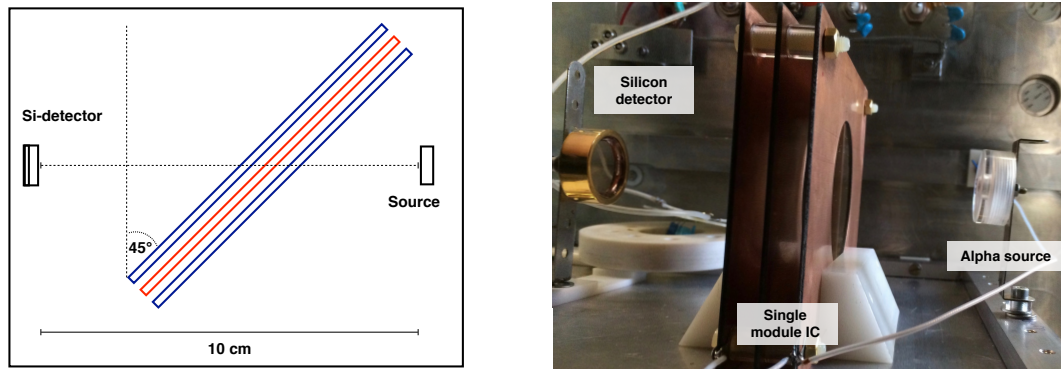 Si-detector
Source
45°
10 cm
Silicon
detector
Alpha source
Single
module IC